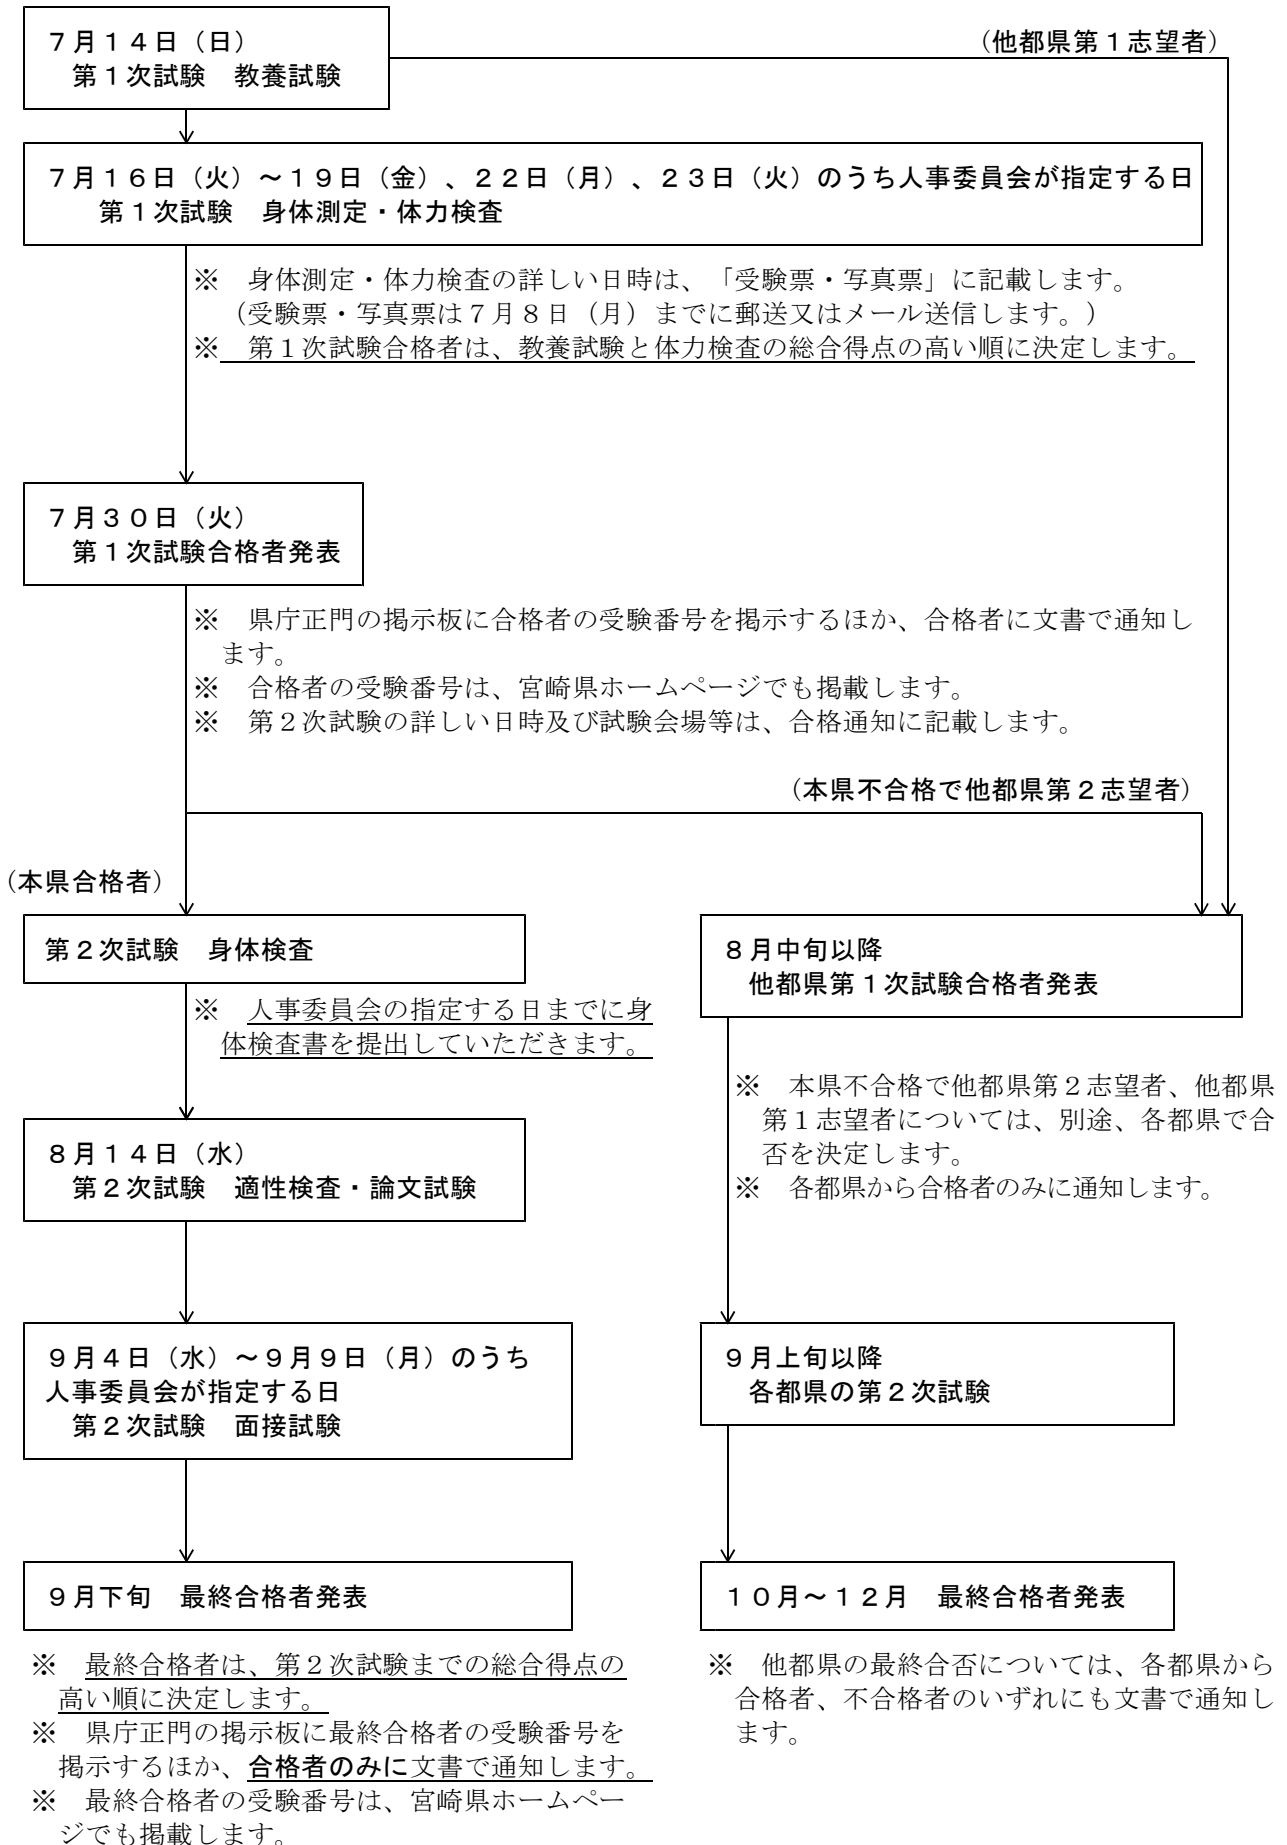 ７月１４日（日）
第１次試験　教養試験
（他都県第１志望者）
７月１６日（火）～１９日（金）、２２日（月）、２３日（火）のうち人事委員会が指定する日
第１次試験　身体測定・体力検査
※　身体測定・体力検査の詳しい日時は、「受験票・写真票」に記載します。
（受験票・写真票は７月８日（月）までに郵送又はメール送信します。）
※　第１次試験合格者は、教養試験と体力検査の総合得点の高い順に決定します。
７月３０日（火）
第１次試験合格者発表
※　県庁正門の掲示板に合格者の受験番号を掲示するほか、合格者に文書で通知し
ます。
※　合格者の受験番号は、宮崎県ホームページでも掲載します。
※　第２次試験の詳しい日時及び試験会場等は、合格通知に記載します。
（本県不合格で他都県第２志望者）
（本県合格者）
第２次試験　身体検査
※　人事委員会の指定する日までに身
体検査書を提出していただきます。
８月１４日（水）
第２次試験　適性検査・論文試験
９月４日（水）～９月９日（月）のうち
人事委員会が指定する日
第２次試験　面接試験
９月下旬　最終合格者発表
※　最終合格者は、第２次試験までの総合得点の
高い順に決定します。
※　県庁正門の掲示板に最終合格者の受験番号を
掲示するほか、合格者のみに文書で通知します。
※　最終合格者の受験番号は、宮崎県ホームペー
ジでも掲載します。
８月中旬以降
他都県第１次試験合格者発表
※　本県不合格で他都県第２志望者、他都県
第１志望者については、別途、各都県で合
否を決定します。
※　各都県から合格者のみに通知します。
９月上旬以降
各都県の第２次試験
１０月～１２月　最終合格者発表
※　他都県の最終合否については、各都県から
合格者、不合格者のいずれにも文書で通知し
ます。